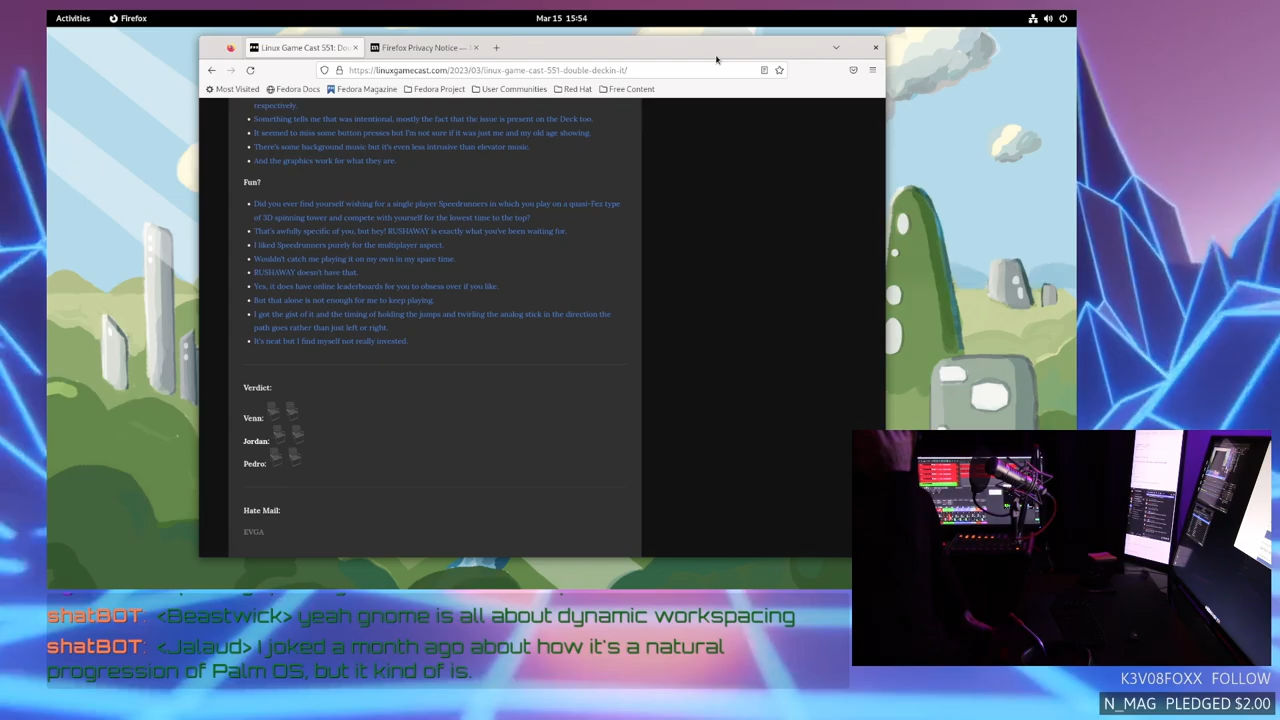 Activities Firefox Mar 15 15:54
Linux Game Cast 551: Dou Firefox Privacy Notice —
https://linuxgamecast.com/2023/03/linux-game-cast-551-double-deckin-it/
Most Visited Fedora Docs Fedora Magazine Fedora Project User Communities Red Hat Free Content
respectively.
Something tells me that was intentional, mostly the fact that the issue is present on the Deck too.
It seemed to miss some button presses but I'm not sure if it was just me and my old age showing.
There's some background music but it's even less intrusive than elevator music.
And the graphics work for what they are.
Fun?
Did you ever find yourself wishing for a single player Speedrunners in which you play on a quasi-Fez type
of 3D spinning tower and compete with yourself for the lowest time to the top?
That's awfully specific of you, but hey! RUSHAWAY is exactly what you've been waiting for.
I liked Speedrunners purely for the multiplayer aspect.
Wouldn't catch me playing it on my own in my spare time.
RUSHAWAY doesn't have that.
Yes, it does have online leaderboards for you to obsess over if you like.
But that alone is not enough for me to keep playing.
I got the gist of it and the timing of holding the jumps and twirling the analog stick in the direction the
path goes rather than just left or right.
It's neat but I find myself not really invested.
Verdict:
Venn:
Jordan:
Pedro:
Hate Mail:
EVGA
shatBOT: <Beastwick> yeah gnome is all about dynamic workspacing
shatBOT: <Jalaud> I joked a month ago about how it's a natural
progression of Palm OS, but it kind of is.
K3V08FOXX FOLLOW
N_MAG PLEDGED $2.00